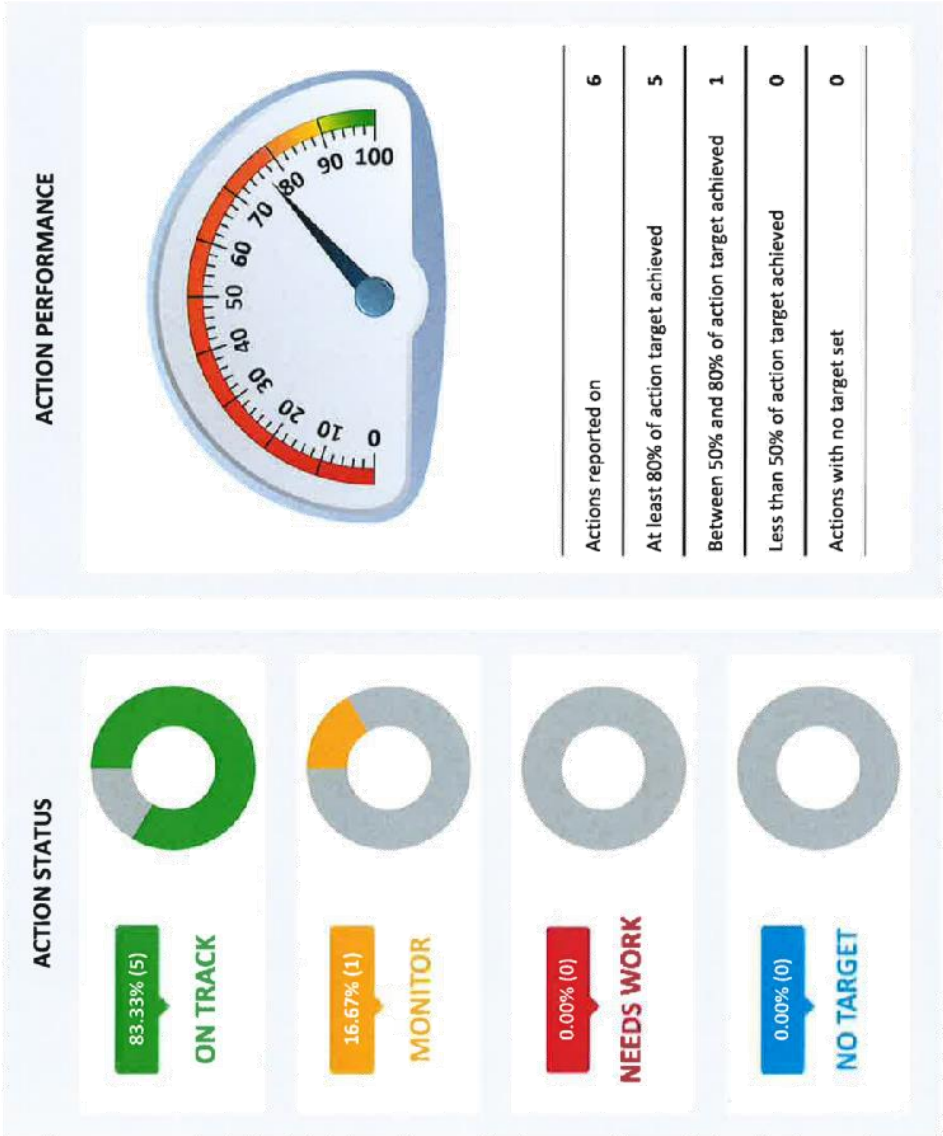 ACTION STATUS
83.33% (5)
ON TRACK
16.67% (1)
MONITOR
0.00% (0)
NEEDS WORK
0.00% (0)
NO TARGET
ACTION PERFORMANCE
0
10
20
30
40
50
60
70
80
90
100
Actions reported on 6
At least 80% of action target achieved 5
Between 50% and 80% of action target achieved 1
Less than 50% of action target achieved 0
Actions with no target set 0